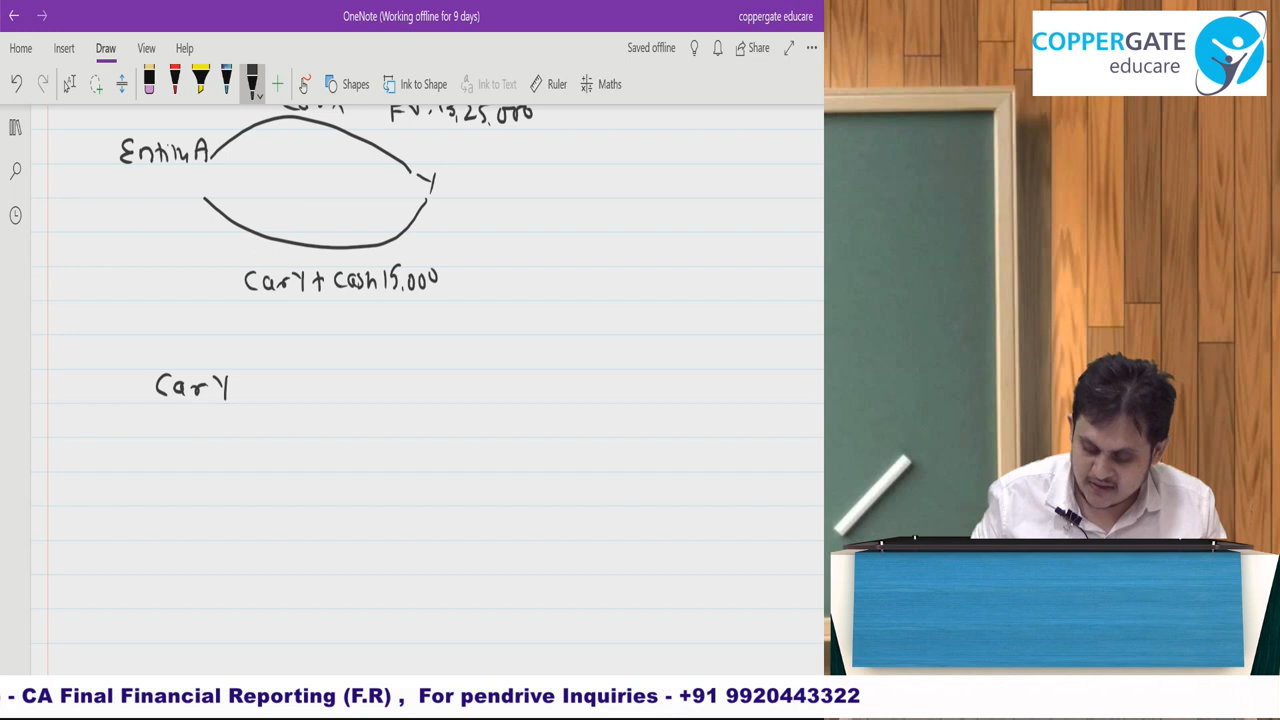 OneNote (Working offline for 9 days)
coppergate educare
Home Insert Draw View Help
Saved offline
Share
Shapes
Ink to Shape
Ink to Text
Ruler
Maths
COPPERGATE
educare
FV. 13,25,000
Entity A
Y
Car Y + Cash 15,000
Car Y
- CA Final Financial Reporting (F.R) , For pendrive Inquiries - +91 9920443322